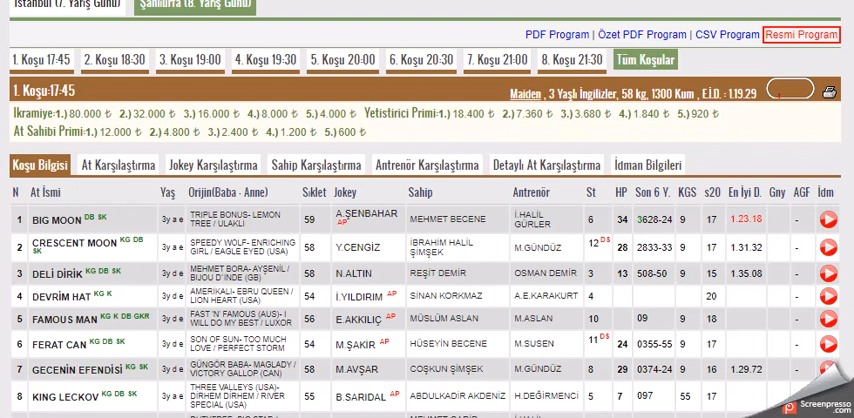 İstanbul (7. Yarış Günü) Şanlıurfa (8. Yarış Günü)
PDF Program | Özet PDF Program | CSV Program Resmi Program
1. Koşu 17:45 2. Koşu 18:30 3. Koşu 19:00 4. Koşu 19:30 5. Koşu 20:00 6. Koşu 20:30 7. Koşu 21:00 8. Koşu 21:30 Tüm Koşular
1. Koşu:17:45 Maiden , 3 Yaşlı İngilizler, 58 kg, 1300 Kum , E.İ.D. : 1.19.29
Ikramiye:1.) 80.000 ₺ 2.) 32.000 ₺ 3.) 16.000 ₺ 4.) 8.000 ₺ 5.) 4.000 ₺ Yetistirici Primi:1.) 18.400 ₺ 2.) 7.360 ₺ 3.) 3.680 ₺ 4.) 1.840 ₺ 5.) 920 ₺
At Sahibi Primi:1.) 12.000 ₺ 2.) 4.800 ₺ 3.) 2.400 ₺ 4.) 1.200 ₺ 5.) 600 ₺
Koşu Bilgisi At Karşılaştırma Jokey Karşılaştırma Sahip Karşılaştırma Antrenör Karşılaştırma Detaylı At Karşılaştırma İdman Bilgileri
N At İsmi Yaş Orijin(Baba - Anne) Sıklet Jokey Sahip Antrenör St HP Son 6 Y. KGS s20 En İyi D. Gny AGF İdm
1 BIG MOON DB SK 3y a e TRIPLE BONUS- LEMON TREE / ULAKLI 59 A.ŞENBAHAR AP MEHMET BECENE İ.HALİL GÜRLER 6 34 3628-24 9 17 1.23.18 -
2 CRESCENT MOON KG DB SK 3y a e SPEEDY WOLF- ENRICHING GIRL / EAGLE EYED (USA) 58 Y.CENGİZ İBRAHİM HALİL ŞİMŞEK M.GÜNDÜZ 12 DS 28 2833-33 9 17 1.31.32 -
3 DELİ DİRİK KG DB SK 3y d e MEHMET BORA- AYŞENİL / BIJOU D'INDE (GB) 58 N.ALTIN REŞİT DEMİR OSMAN DEMİR 3 13 508-50 9 15 1.35.08 -
4 DEVRİM HAT KG K 3y d e AMERİKALI- EBRU QUEEN / LION HEART (USA) 54 İ.YILDIRIM AP SİNAN KORKMAZ A.E.KARAKURT 4 20 -
5 FAMOUS MAN KG K DB GKR 3y d e FAST 'N' FAMOUS (AUS)- I WILL DO MY BEST / LUXOR 56 E.AKKILIÇ AP MÜSLÜM ASLAN M.ASLAN 10 09 9 18 -
6 FERAT CAN KG DB SK 3y d e SON OF SUN- TOO MUCH LOVE / PERFECT STORM 54 M.ŞAKİR AP HÜSEYİN BECENE M.SUSEN 11 DS 24 0355-55 9 18 -
7 GECENİN EFENDİSİ KG SK 3y d e GÜNGÖR BABA- MAGLADY / VICTORY GALLOP (CAN) 58 M.AVŞAR COŞKUN ŞİMŞEK M.GÜNDÜZ 8 29 0374-24 9 16 1.29.72 -
8 KING LECKOV KG DB SK 3y d e THREE VALLEYS (USA)- DIRHEM DIRHEM / RIVER SPECIAL (USA) 55 B.SARIDAL AP ABDULKADİR AKDENİZ H.DEĞİRMENCİ 5 7 097 55 17 -
Screenpresso.com